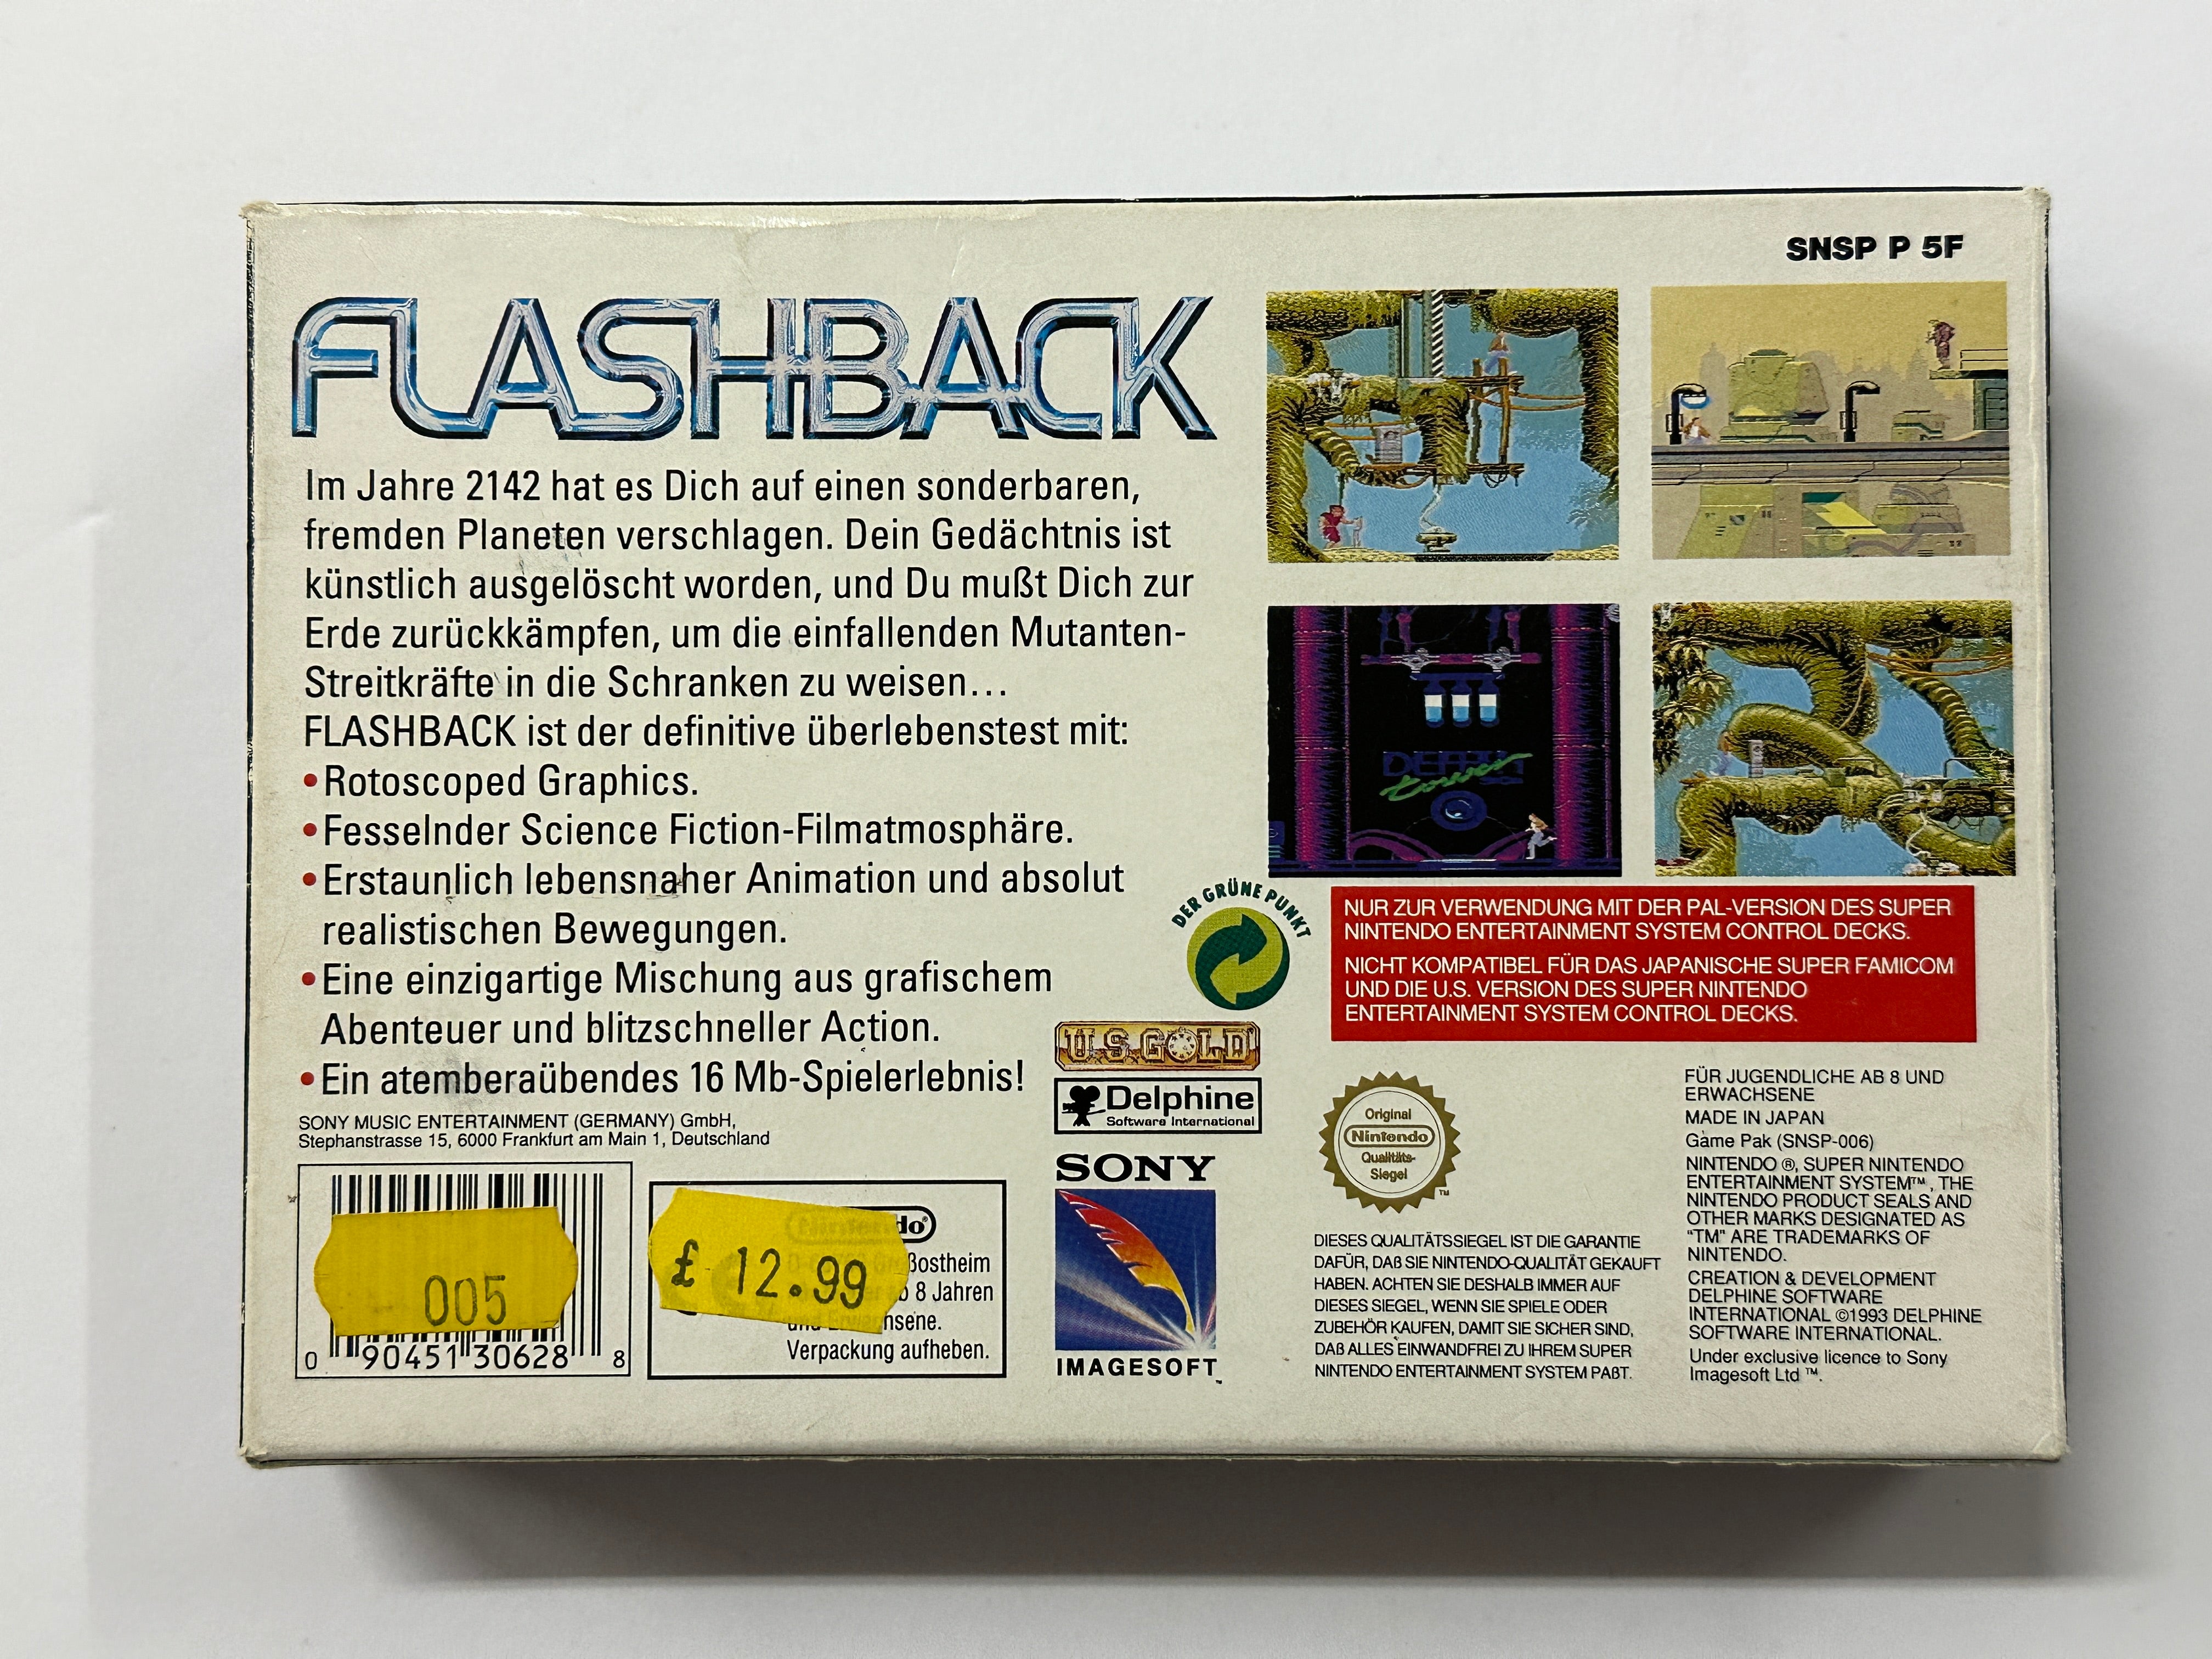 SNSP P 5F
FLASHBACK
Im Jahre 2142 hat es Dich auf einen sonderbaren,
fremden Planeten verschlagen. Dein Gedächtnis ist
künstlich ausgelöscht worden, und Du mußt Dich zur
Erde zurückkämpfen, um die einfallenden Mutanten-
Streitkräfte in die Schranken zu weisen...
FLASHBACK ist der definitive überlebenstest mit:
•Rotoscoped Graphics.
•Fesselnder Science Fiction-Filmatmosphäre.
•Erstaunlich lebensnaher Animation und absolut
realistischen Bewegungen.
•Eine einzigartige Mischung aus grafischem
Abenteuer und blitzschneller Action.
•Ein atemberaübendes 16 Mb-Spielerlebnis!
SONY MUSIC ENTERTAINMENT (GERMANY) GmbH,
Stephanstrasse 15, 6000 Frankfurt am Main 1, Deutschland
005
0 90451 30628 8
£ 12.99
Nintendo®
Großostheim
ab 8 Jahren
und Erwachsene.
Verpackung aufheben.
DER GRÜNE PUNKT
U.S. GOLD
Delphine
Software International
SONY
IMAGESOFT
tower
NUR ZUR VERWENDUNG MIT DER PAL-VERSION DES SUPER
NINTENDO ENTERTAINMENT SYSTEM CONTROL DECKS.
NICHT KOMPATIBEL FÜR DAS JAPANISCHE SUPER FAMICOM
UND DIE U.S. VERSION DES SUPER NINTENDO
ENTERTAINMENT SYSTEM CONTROL DECKS.
Original
Nintendo
Qualitäts-
Siegel
TM
DIESES QUALITÄTSSIEGEL IST DIE GARANTIE
DAFÜR, DAß SIE NINTENDO-QUALITÄT GEKAUFT
HABEN. ACHTEN SIE DESHALB IMMER AUF
DIESES SIEGEL, WENN SIE SPIELE ODER
ZUBEHÖR KAUFEN, DAMIT SIE SICHER SIND,
DAß ALLES EINWANDFREI ZU IHREM SUPER
NINTENDO ENTERTAINMENT SYSTEM PAßT.
FÜR JUGENDLICHE AB 8 UND
ERWACHSENE
MADE IN JAPAN
Game Pak (SNSP-006)
NINTENDO ®, SUPER NINTENDO
ENTERTAINMENT SYSTEM™, THE
NINTENDO PRODUCT SEALS AND
OTHER MARKS DESIGNATED AS
"TM" ARE TRADEMARKS OF
NINTENDO.
CREATION & DEVELOPMENT
DELPHINE SOFTWARE
INTERNATIONAL ©1993 DELPHINE
SOFTWARE INTERNATIONAL.
Under exclusive licence to Sony
Imagesoft Ltd ™.